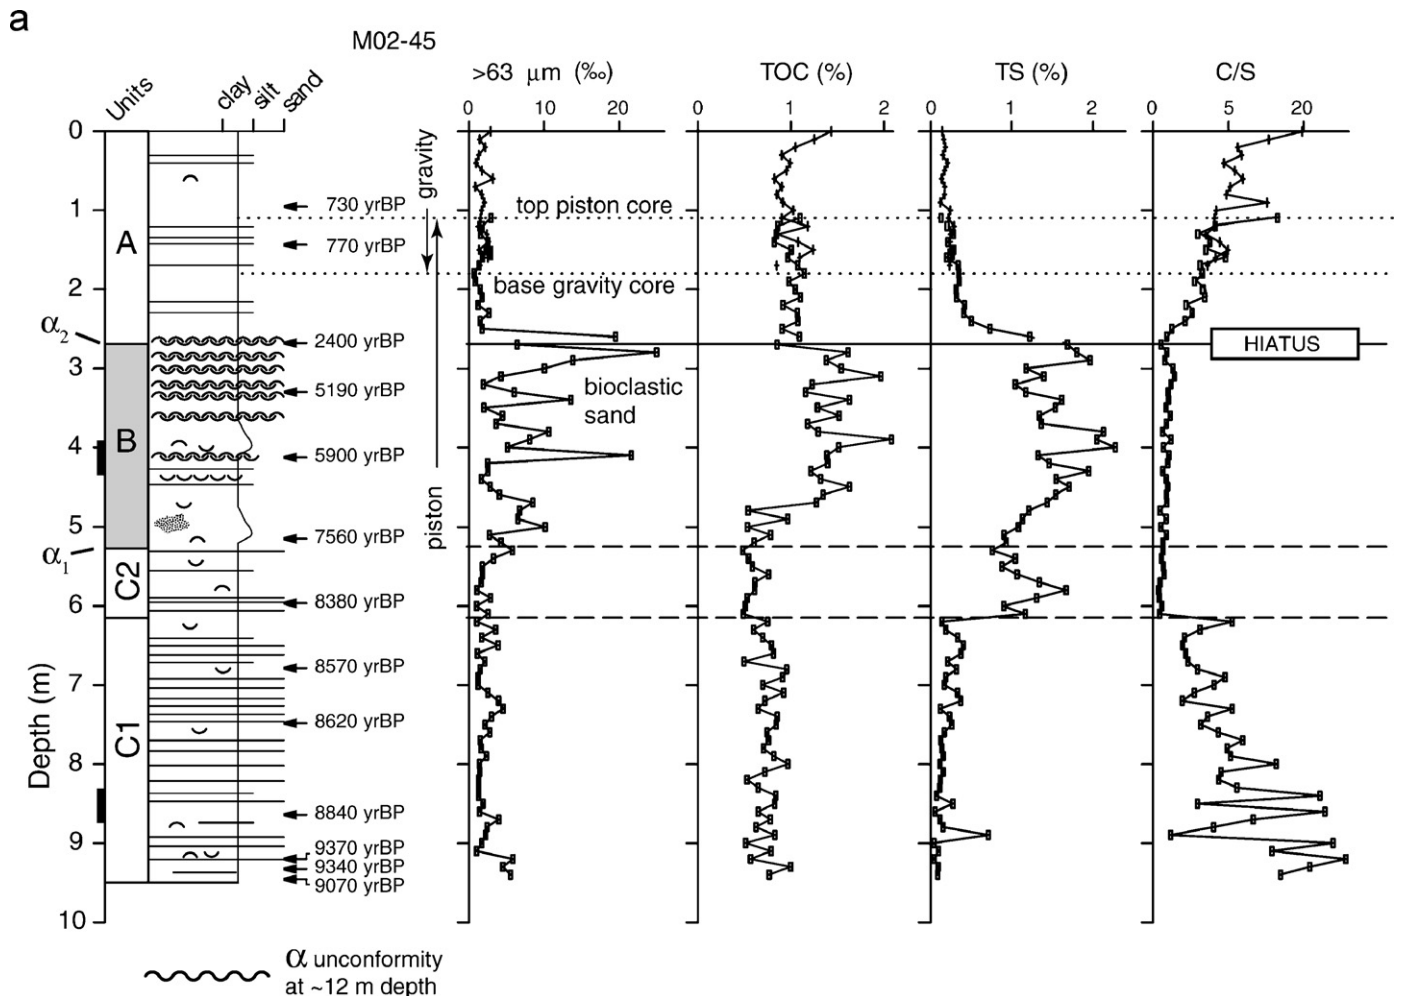 a
M02-45
Units
clay
silt
sand
>63 μm (‰)
TOC (%)
TS (%)
C/S
0 10 20
0 1 2
0 1 2
0 5 20
Depth (m)
0
1
2
3
4
5
6
7
8
9
10
A
B
C2
C1
α2
α1
730 yrBP
770 yrBP
2400 yrBP
5190 yrBP
5900 yrBP
7560 yrBP
8380 yrBP
8570 yrBP
8620 yrBP
8840 yrBP
9370 yrBP
9340 yrBP
9070 yrBP
gravity
piston
top piston core
base gravity core
bioclastic
sand
HIATUS
α unconformity
at ~12 m depth